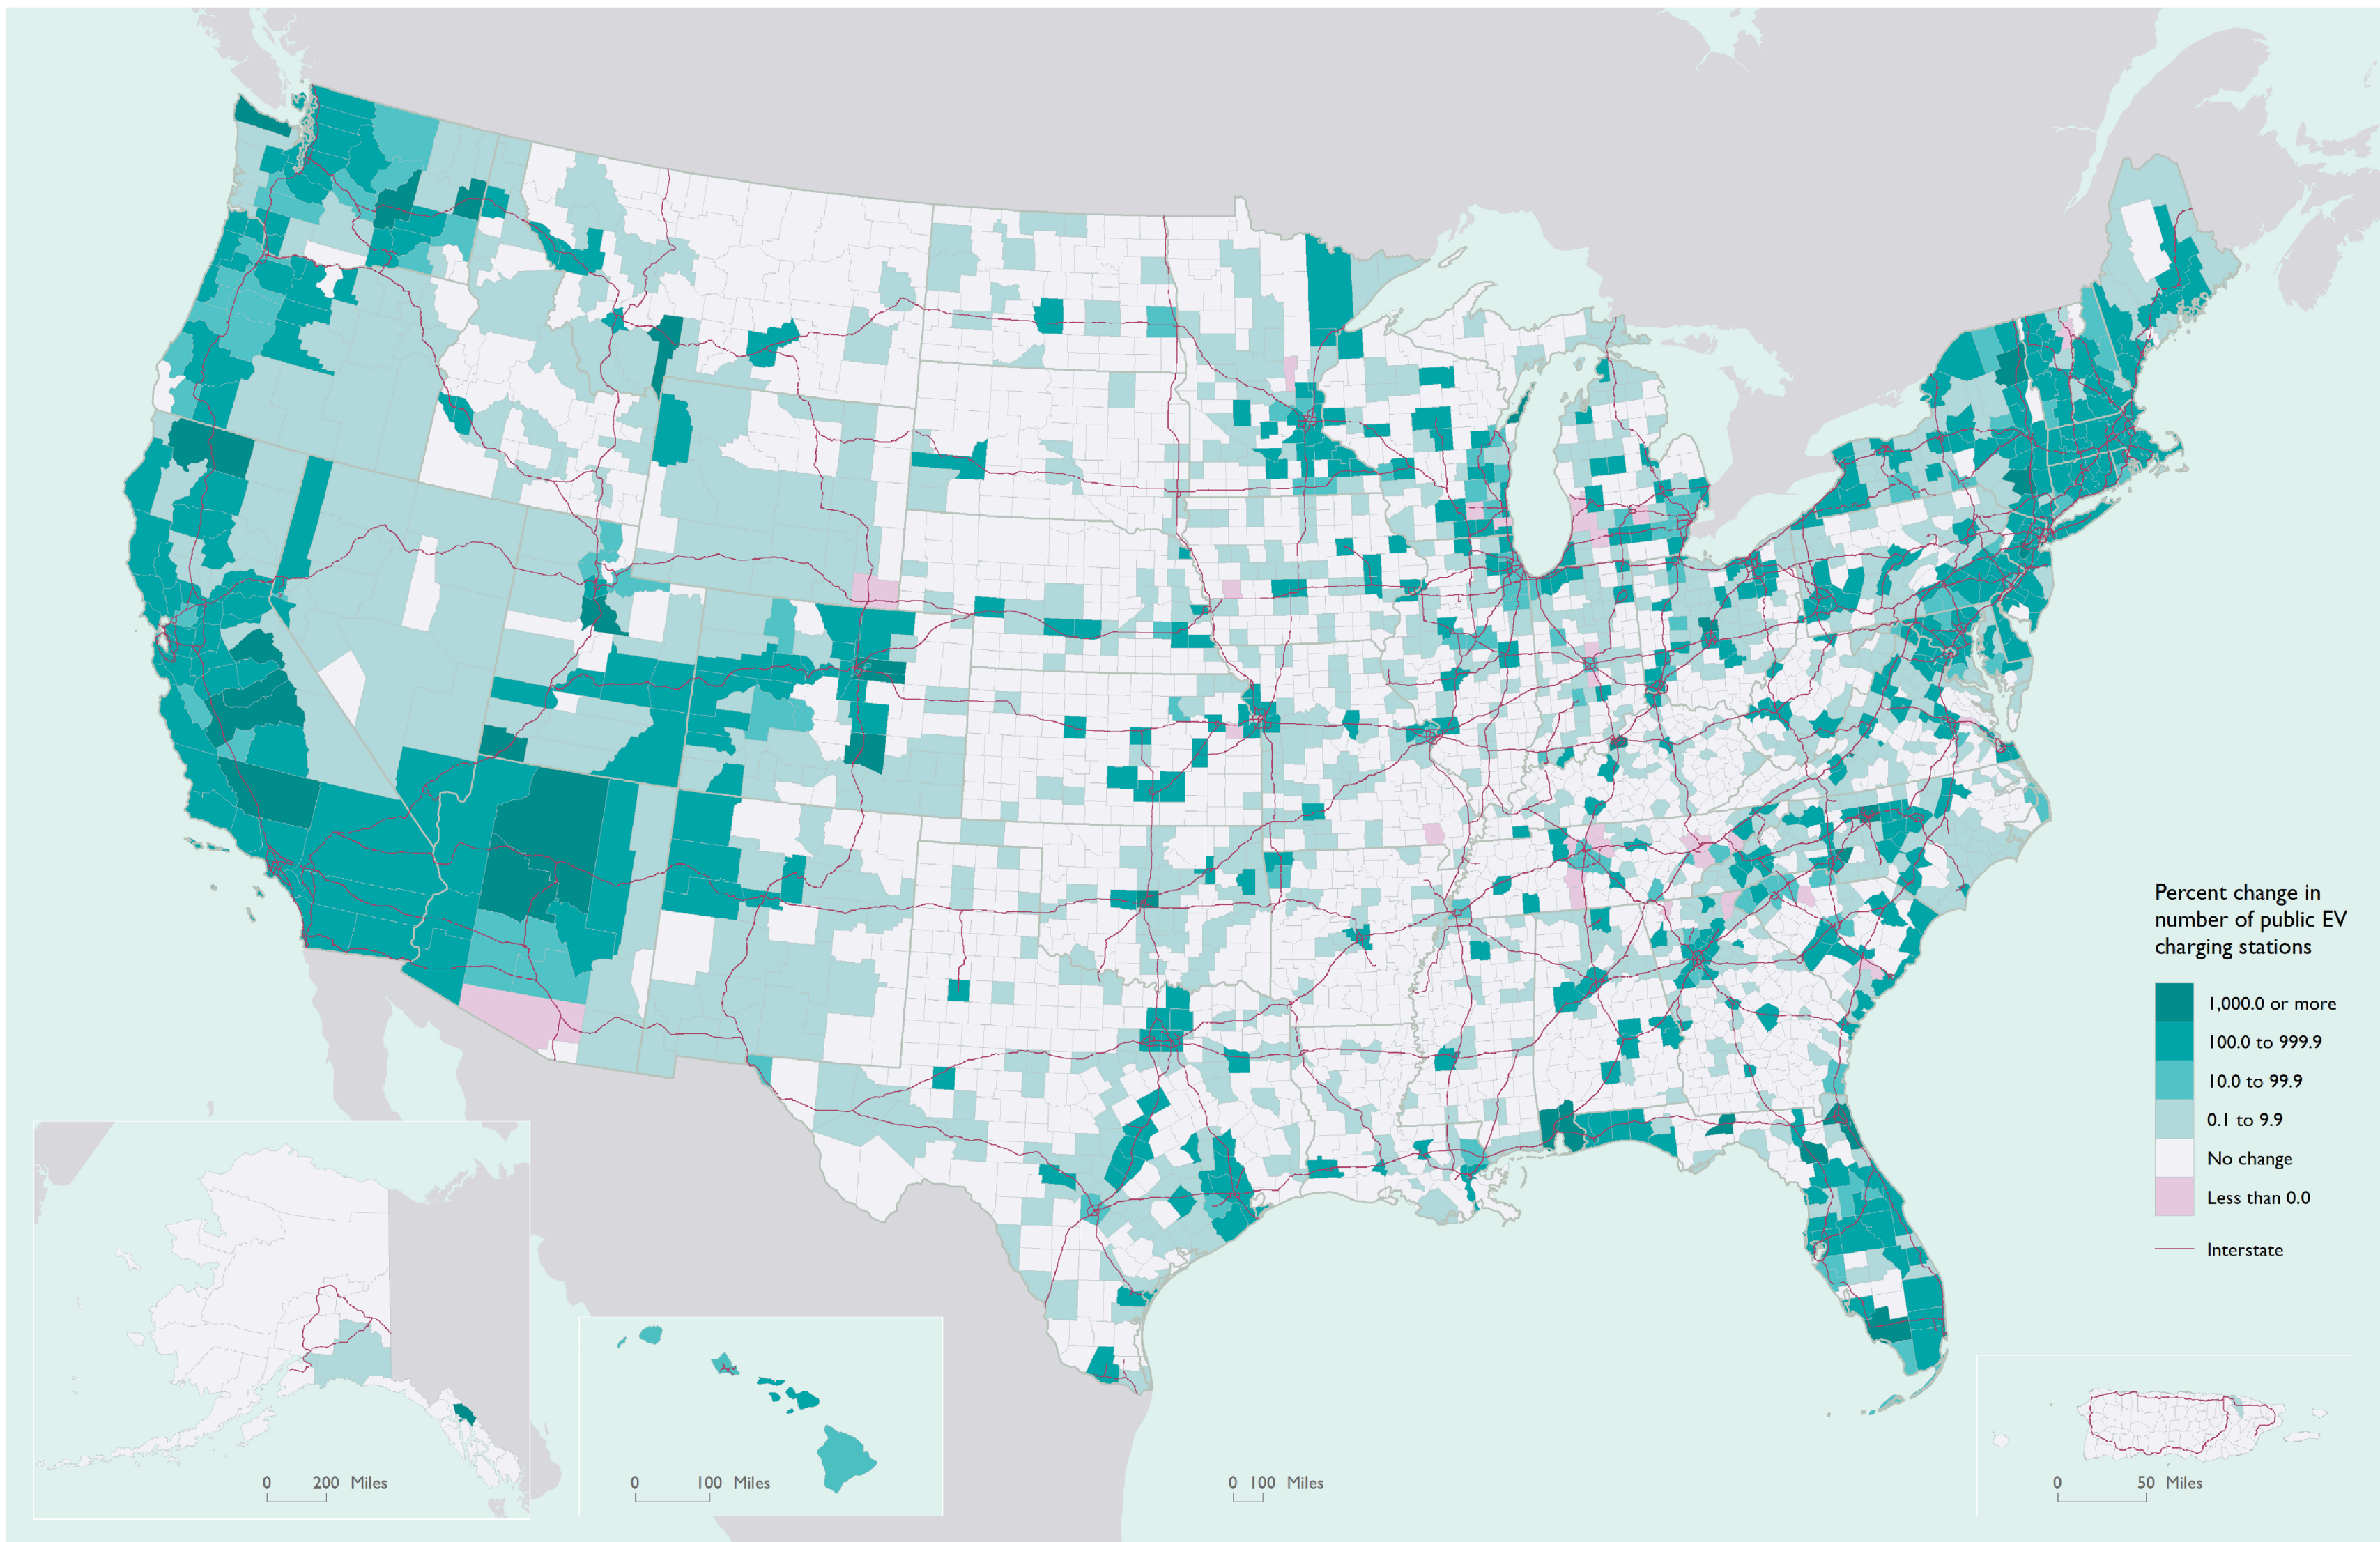 Percent change in
number of public EV
charging stations
1,000.0 or more
100.0 to 999.9
10.0 to 99.9
0.1 to 9.9
No change
Less than 0.0
Interstate
0 200 Miles
0 100 Miles
0 100 Miles
0 50 Miles